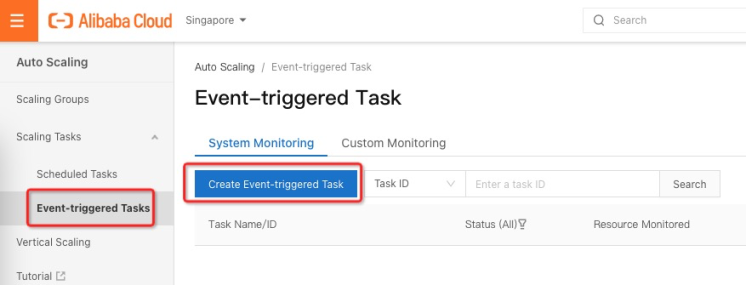 Alibaba Cloud Singapore Search
Auto Scaling
Scaling Groups
Scaling Tasks
Scheduled Tasks
Event-triggered Tasks
Vertical Scaling
Tutorial
Auto Scaling / Event-triggered Task
Event-triggered Task
System Monitoring Custom Monitoring
Create Event-triggered Task Task ID Enter a task ID Search
Task Name/ID Status (All) Resource Monitored